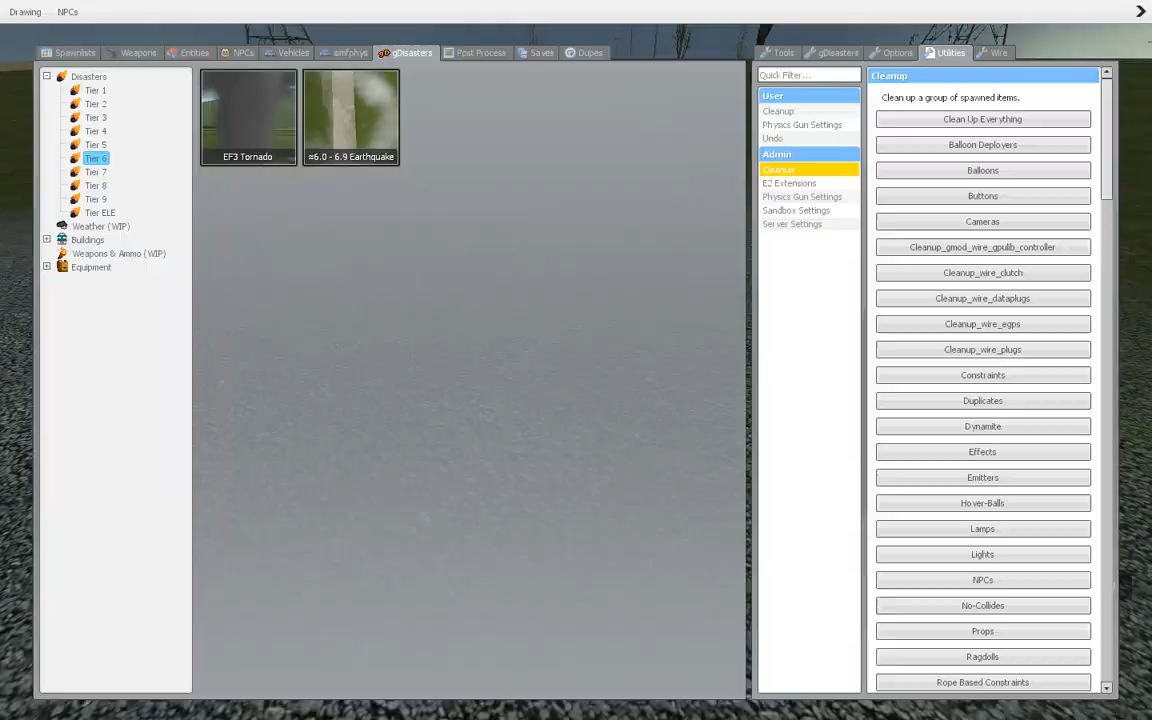 Drawing NPCs
Spawnlists Weapons Entities NPCs Vehicles simfphys gDisasters Post Process Saves Dupes
Tools gDisasters Options Utilities Wire
Disasters
Tier 1
Tier 2
Tier 3
Tier 4
Tier 5
Tier 6
Tier 7
Tier 8
Tier 9
Tier ELE
Weather (WIP)
Buildings
Weapons & Ammo (WIP)
Equipment
EF3 Tornado
≈6.0 - 6.9 Earthquake
Quick Filter...
User
Cleanup
Physics Gun Settings
Undo
Admin
Cleanup
E2 Extensions
Physics Gun Settings
Sandbox Settings
Server Settings
Cleanup
Clean up a group of spawned items.
Clean Up Everything
Balloon Deployers
Balloons
Buttons
Cameras
Cleanup_gmod_wire_gpulib_controller
Cleanup_wire_clutch
Cleanup_wire_dataplugs
Cleanup_wire_egps
Cleanup_wire_plugs
Constraints
Duplicates
Dynamite
Effects
Emitters
Hover-Balls
Lamps
Lights
NPCs
No-Collides
Props
Ragdolls
Rope Based Constraints